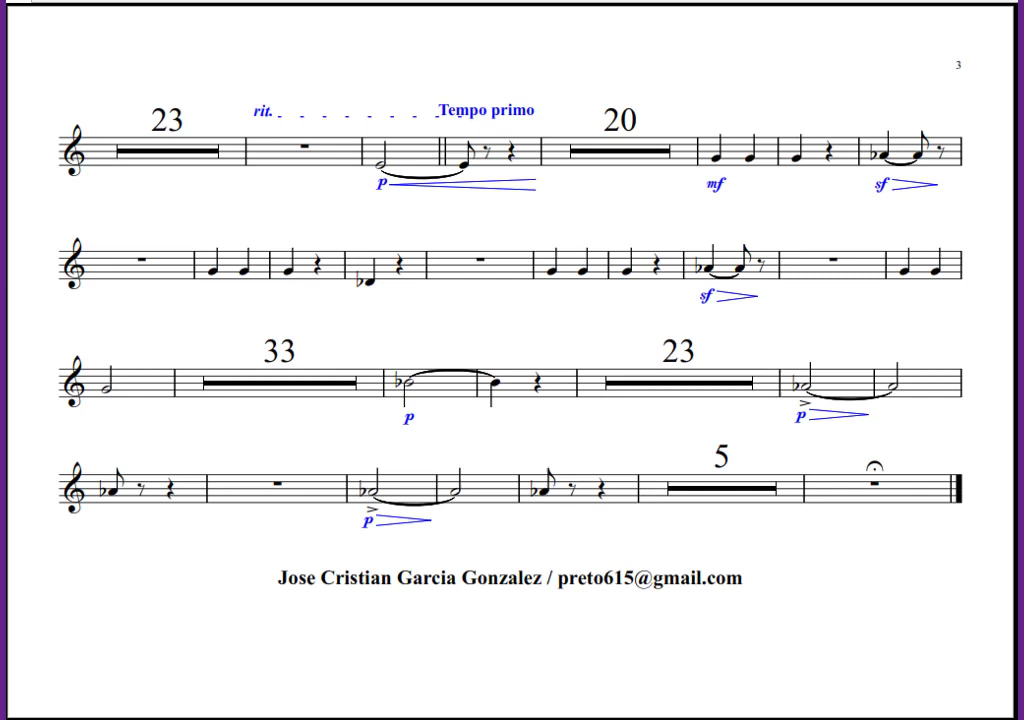 3
23 rit. Tempo primo 20
p mf sf
sf
33 23
p p
5
p
Jose Cristian Garcia Gonzalez / preto615@gmail.com